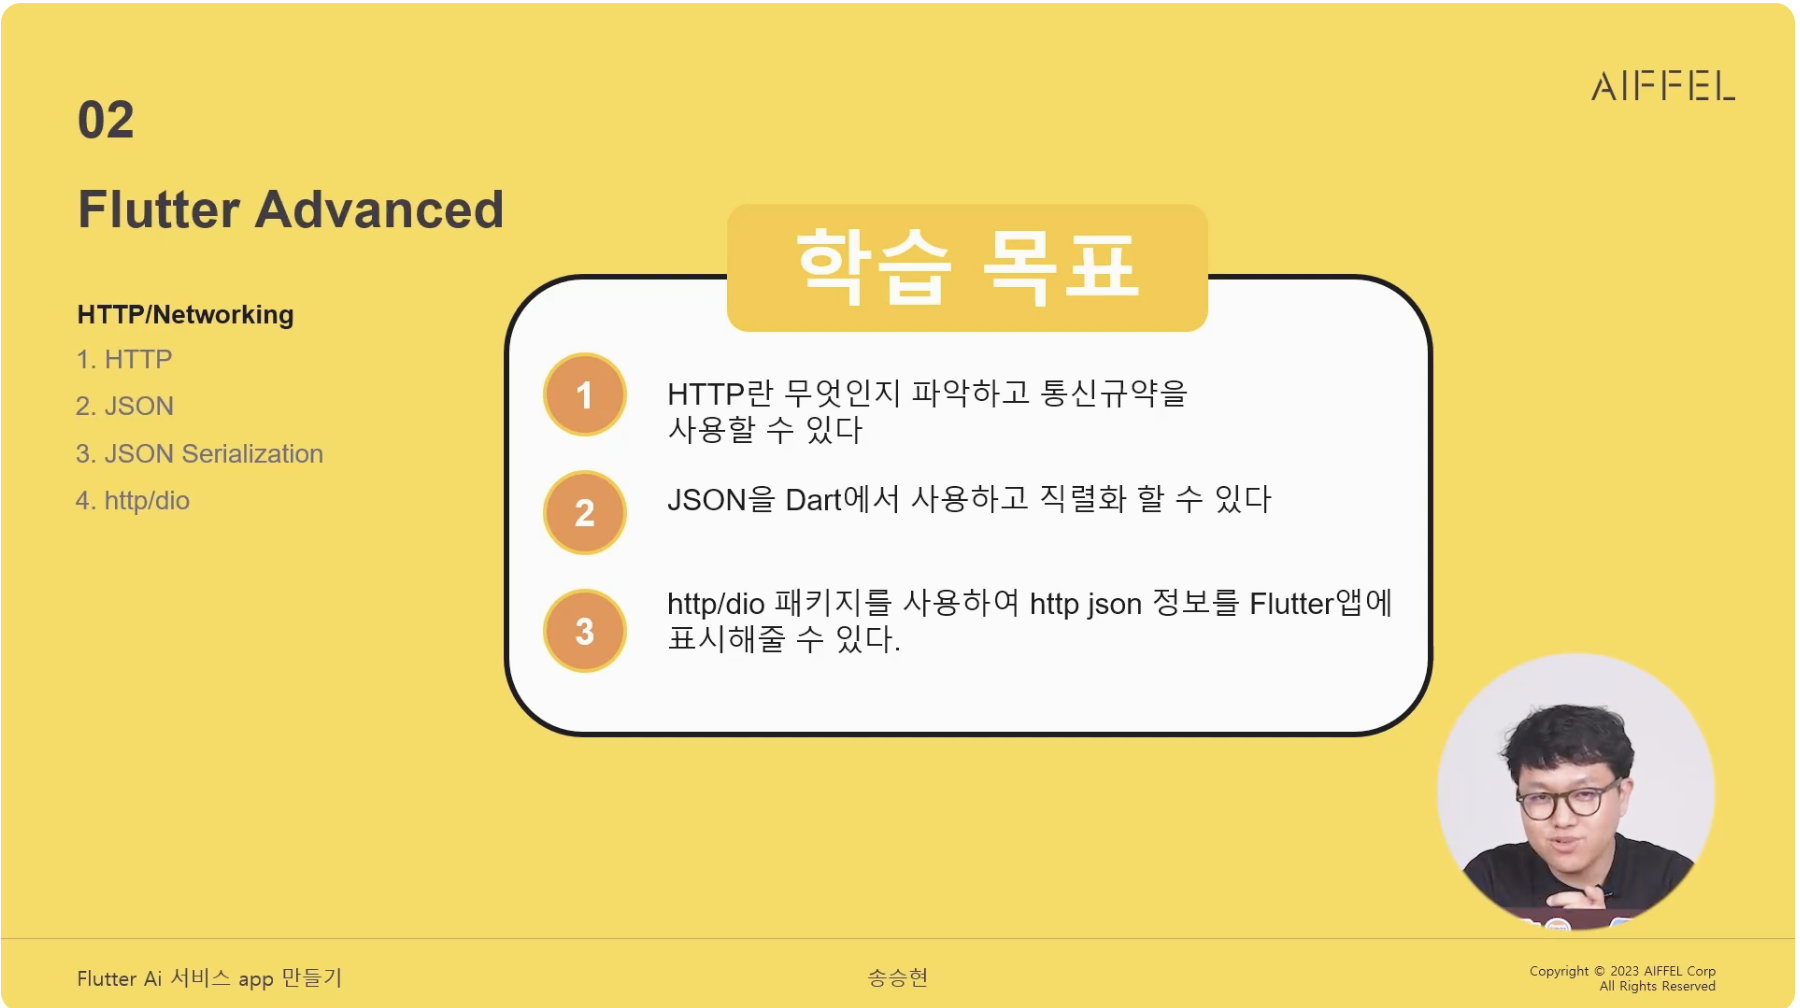 AIFFEL
02
Flutter Advanced
HTTP/Networking
1. HTTP
2. JSON
3. JSON Serialization
4. http/dio
학습 목표
1
HTTP란 무엇인지 파악하고 통신규약을
사용할 수 있다
2
JSON을 Dart에서 사용하고 직렬화 할 수 있다
3
http/dio 패키지를 사용하여 http json 정보를 Flutter앱에
표시해줄 수 있다.
Flutter Ai 서비스 app 만들기
송승현
Copyright © 2023 AIFFEL Corp
All Rights Reserved